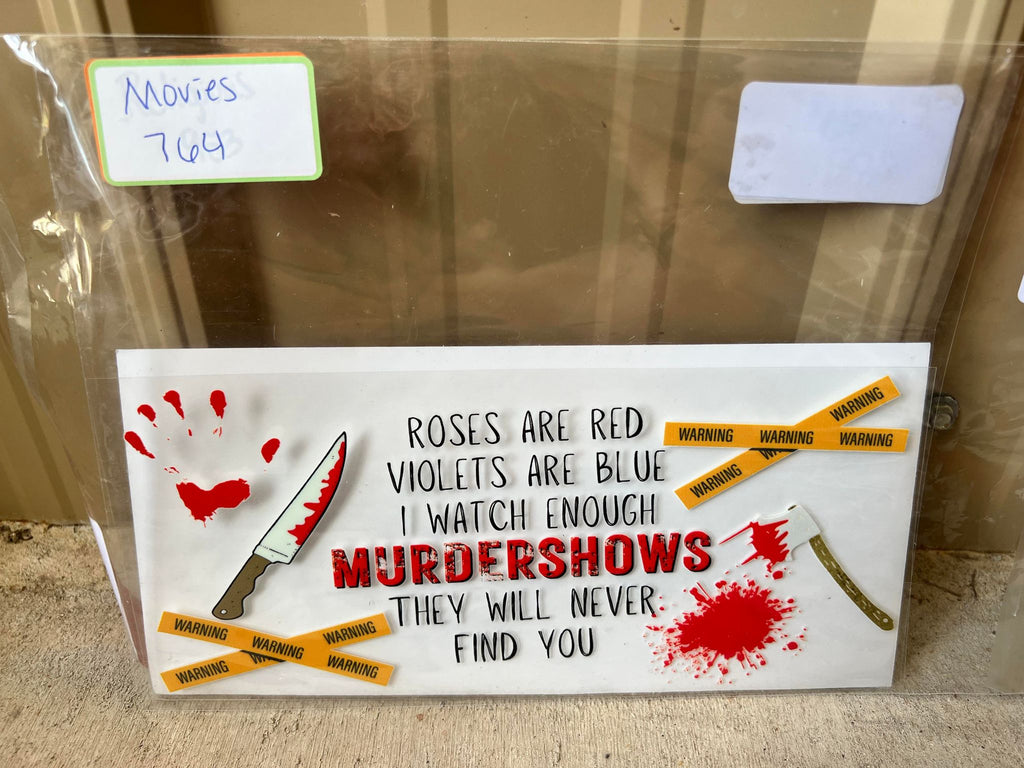 Movies
764
ROSES ARE RED
VIOLETS ARE BLUE
I WATCH ENOUGH
MURDERSHOWS
THEY WILL NEVER
FIND YOU
WARNING
WARNING WARNING WARNING
WARNING
WARNING WARNING WARNING
WARNING WARNING